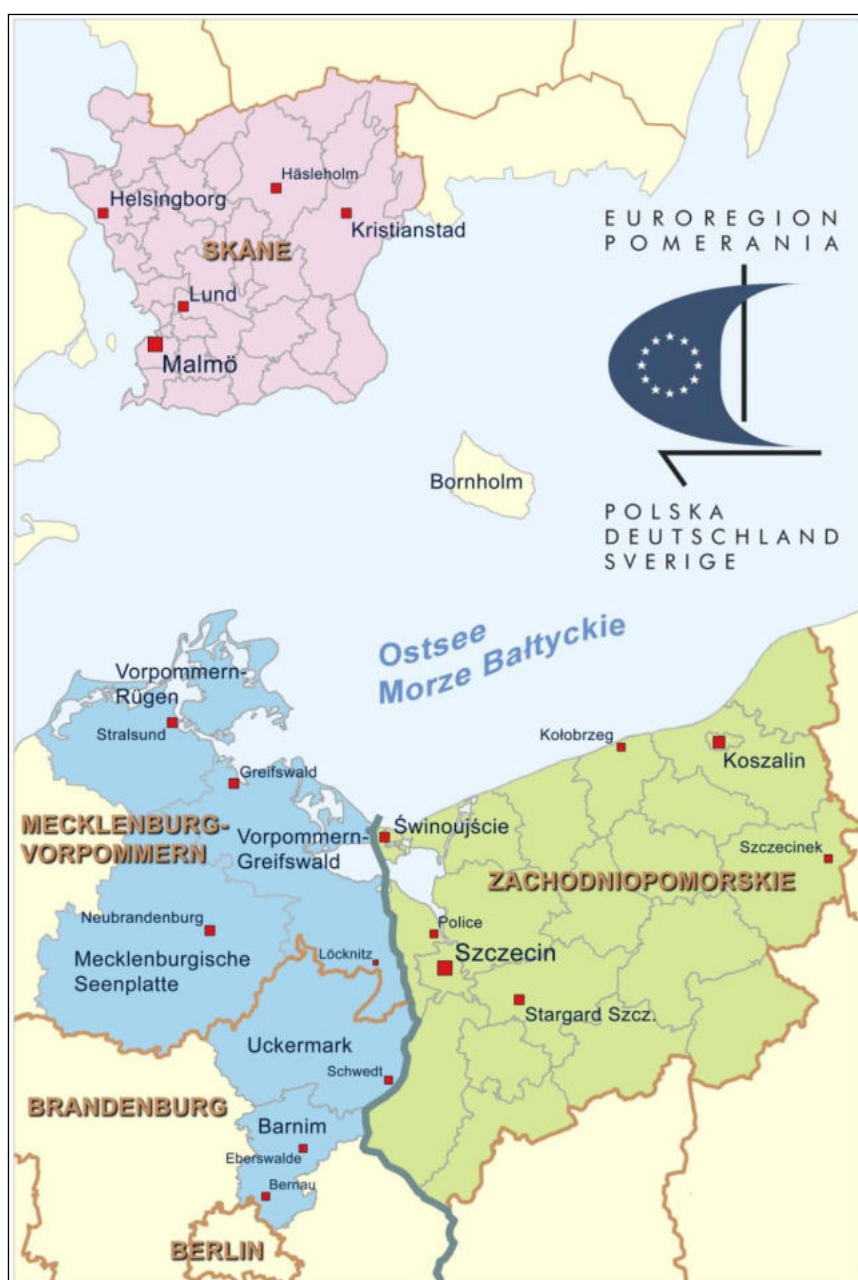 Häsleholm
Helsingborg
Kristianstad
SKÅNE
Lund
Malmö
EUROREGION
POMERANIA
Bornholm
POLSKA
DEUTSCHLAND
SVERIGE
Ostsee
Morze Bałtyckie
Vorpommern-
Rügen
Stralsund
Greifswald
Kołobrzeg
Koszalin
MECKLENBURG-
VORPOMMERN
Vorpommern-
Greifswald
Świnoujście
Szczecinek
ZACHODNIOPOMORSKIE
Neubrandenburg
Police
Mecklenburgische
Seenplatte
Löcknitz
Szczecin
Stargard Szcz.
Uckermark
Schwedt
BRANDENBURG
Barnim
Eberswalde
Bernau
BERLIN